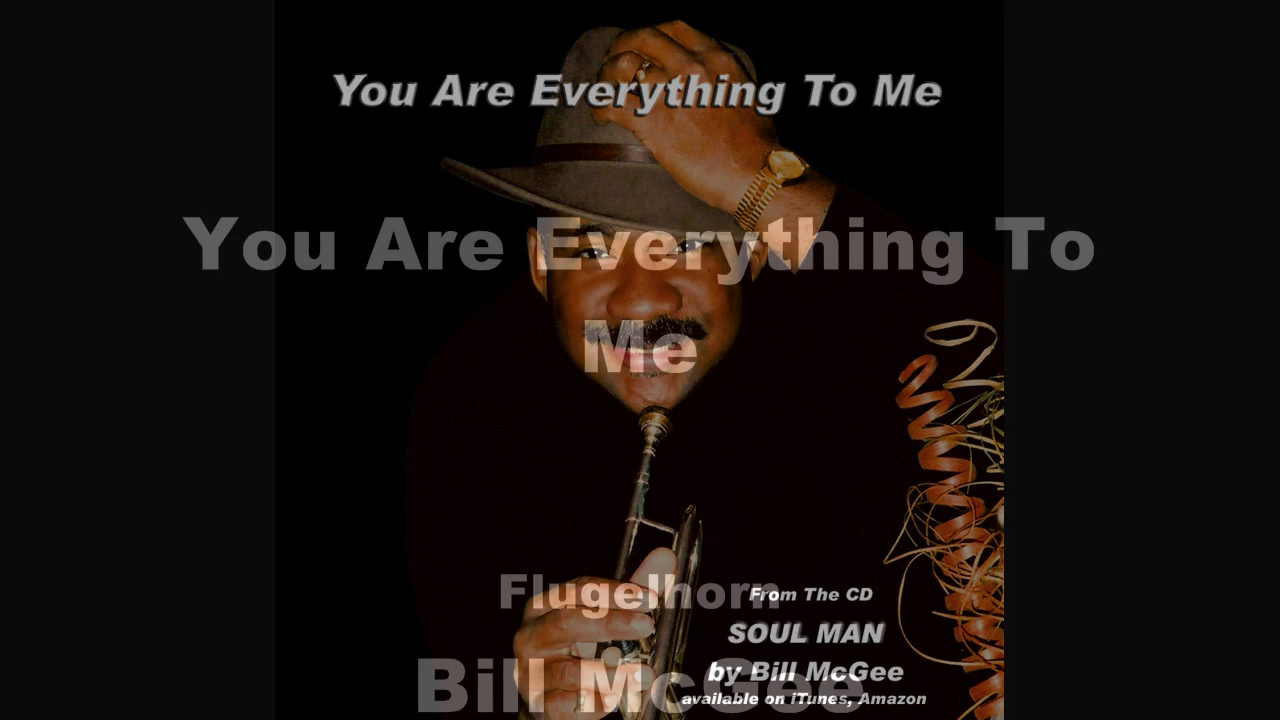 You Are Everything To Me
You Are Everything To
Me
Flugelhorn
From The CD
SOUL MAN
by Bill McGee
Bill McGee
available on iTunes, Amazon